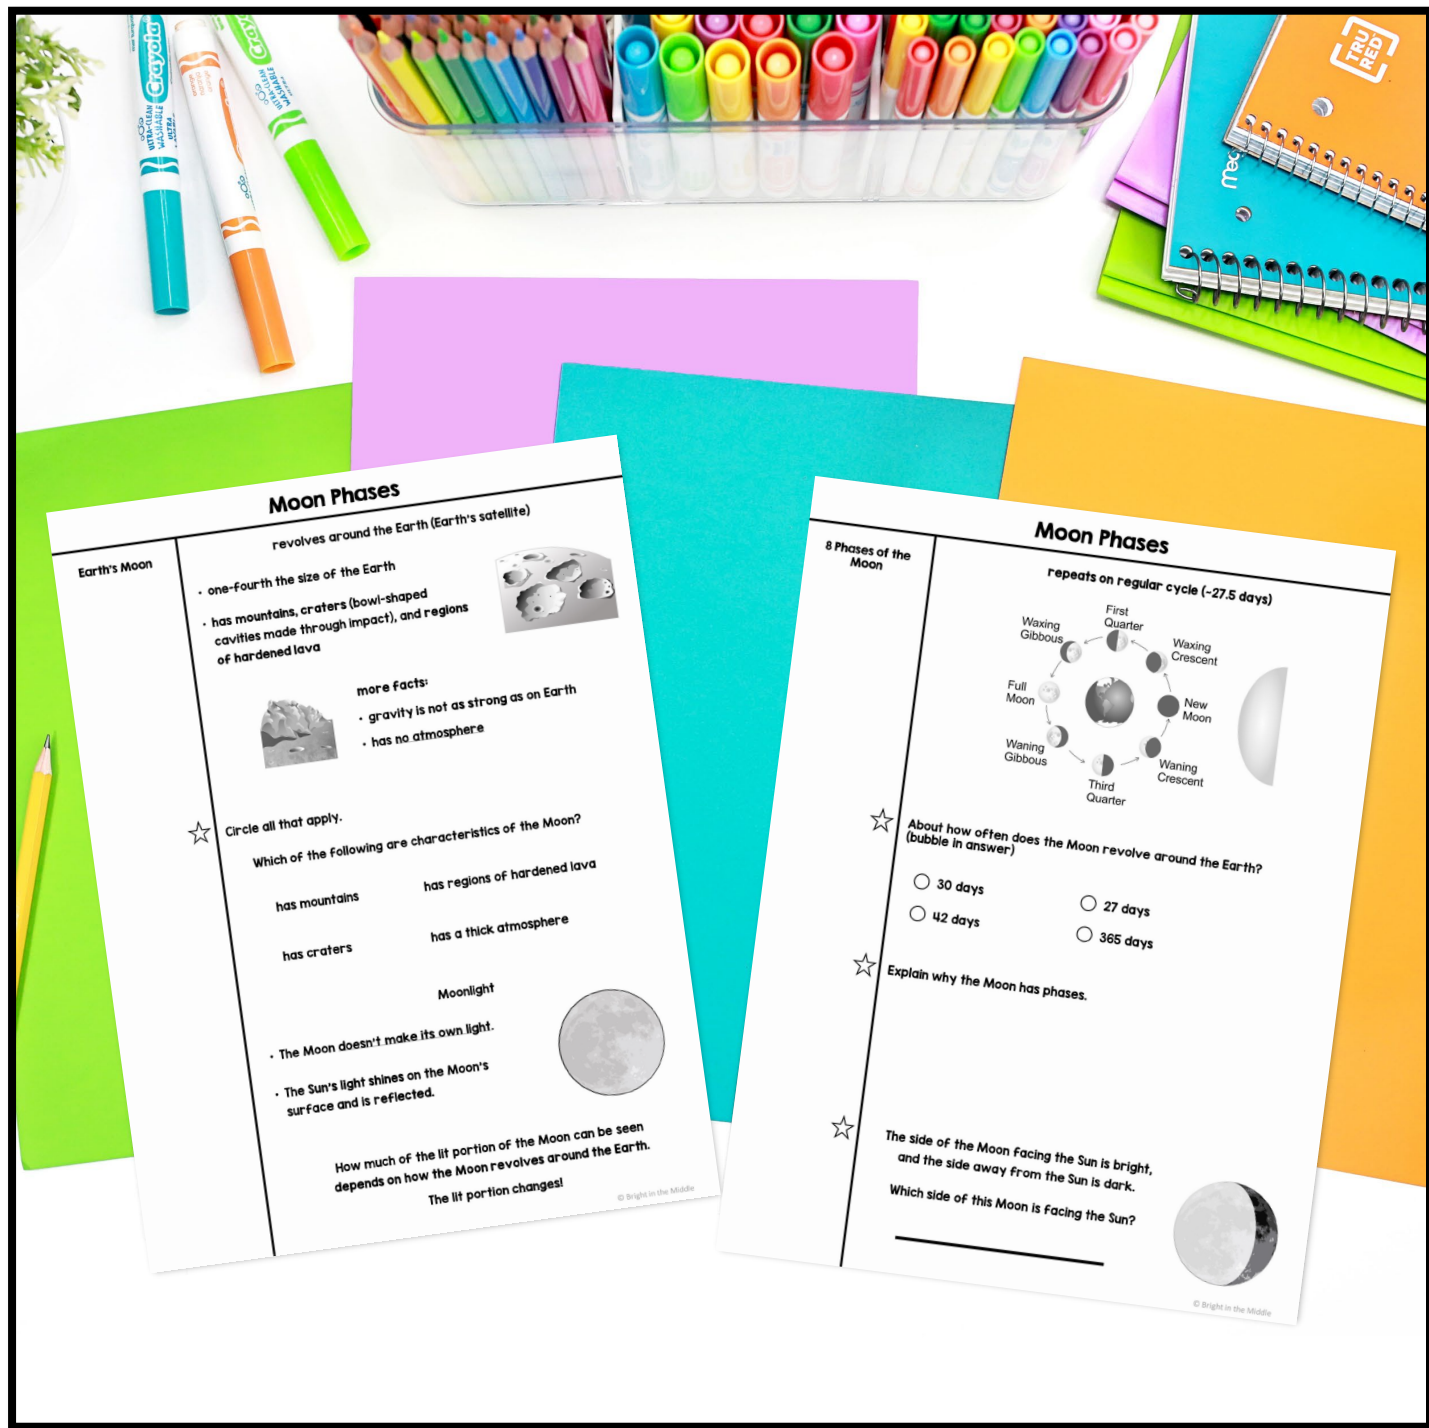 Crayola
ULTRA-CLEAN
WASHABLE
ULTRA
Crayola
ULTRA-CLEAN
WASHABLE
TRU
RED
Moon Phases
Earth's Moon
revolves around the Earth (Earth's satellite)
• one-fourth the size of the Earth
• has mountains, craters (bowl-shaped
cavities made through impact), and regions
of hardened lava
more facts:
• gravity is not as strong as on Earth
• has no atmosphere
Circle all that apply.
Which of the following are characteristics of the Moon?
has mountains
has regions of hardened lava
has craters
has a thick atmosphere
Moonlight
• The Moon doesn't make its own light.
• The Sun's light shines on the Moon's
surface and is reflected.
How much of the lit portion of the Moon can be seen
depends on how the Moon revolves around the Earth.
The lit portion changes!
© Bright in the Middle
Moon Phases
8 Phases of the
Moon
repeats on regular cycle (~27.5 days)
First
Quarter
Waxing
Gibbous
Waxing
Crescent
Full
Moon
New
Moon
Waning
Gibbous
Waning
Crescent
Third
Quarter
About how often does the Moon revolve around the Earth?
(bubble in answer)
30 days
27 days
42 days
365 days
Explain why the Moon has phases.
The side of the Moon facing the Sun is bright,
and the side away from the Sun is dark.
Which side of this Moon is facing the Sun?
© Bright in the Middle